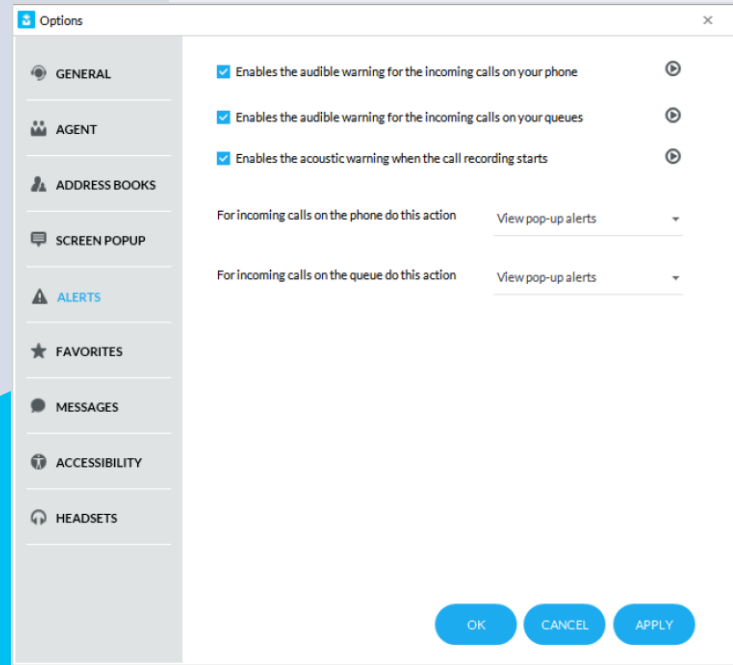 Options
GENERAL
AGENT
ADDRESS BOOKS
SCREEN POPUP
ALERTS
FAVORITES
MESSAGES
ACCESSIBILITY
HEADSETS
Enables the audible warning for the incoming calls on your phone
Enables the audible warning for the incoming calls on your queues
Enables the acoustic warning when the call recording starts
For incoming calls on the phone do this action
View pop-up alerts
For incoming calls on the queue do this action
View pop-up alerts
OK
CANCEL
APPLY